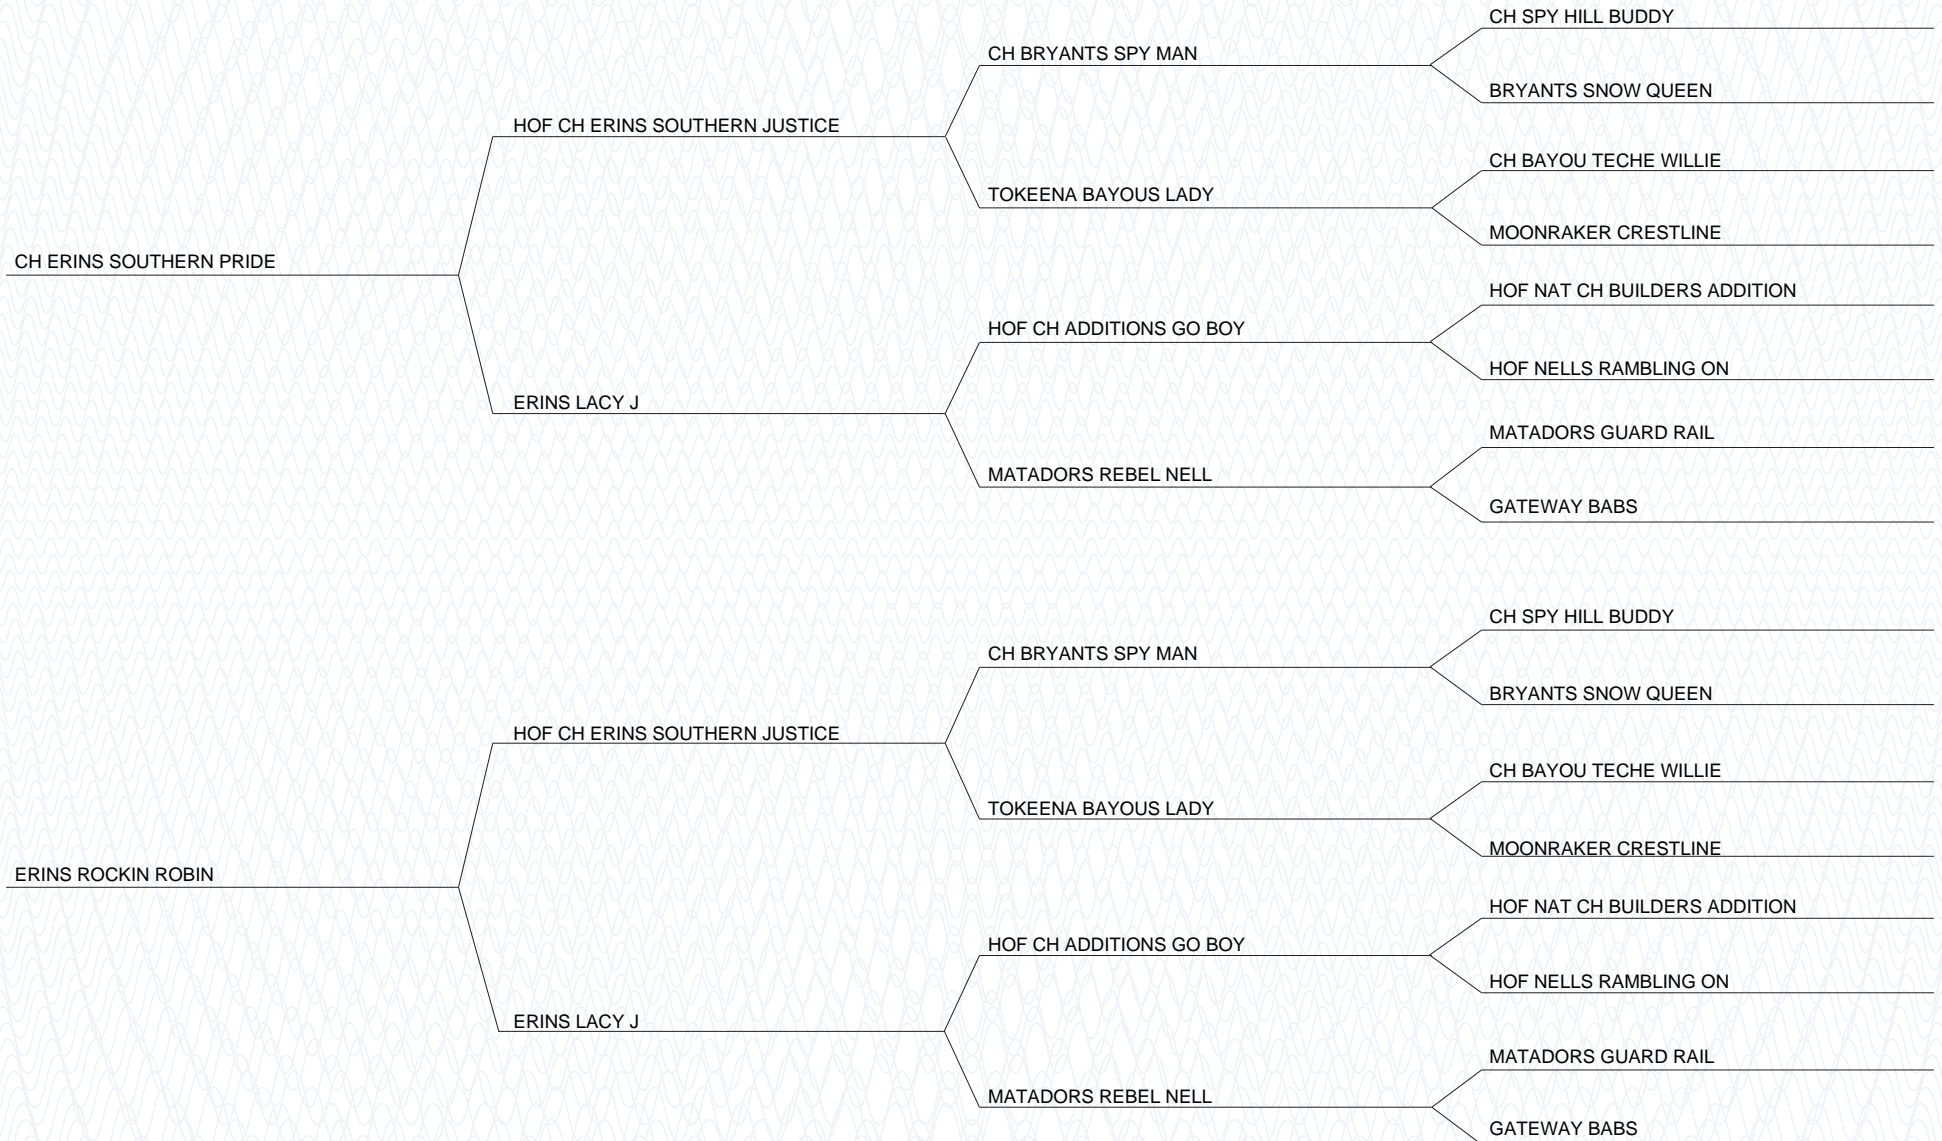 CH SPY HILL BUDDY
CH BRYANTS SPY MAN
BRYANTS SNOW QUEEN
HOF CH ERINS SOUTHERN JUSTICE
CH BAYOU TECHE WILLIE
TOKEENA BAYOUS LADY
MOONRAKER CRESTLINE
CH ERINS SOUTHERN PRIDE
HOF NAT CH BUILDERS ADDITION
HOF CH ADDITIONS GO BOY
HOF NELLS RAMBLING ON
ERINS LACY J
MATADORS GUARD RAIL
MATADORS REBEL NELL
GATEWAY BABS
CH SPY HILL BUDDY
CH BRYANTS SPY MAN
BRYANTS SNOW QUEEN
HOF CH ERINS SOUTHERN JUSTICE
CH BAYOU TECHE WILLIE
TOKEENA BAYOUS LADY
MOONRAKER CRESTLINE
ERINS ROCKIN ROBIN
HOF NAT CH BUILDERS ADDITION
HOF CH ADDITIONS GO BOY
HOF NELLS RAMBLING ON
ERINS LACY J
MATADORS GUARD RAIL
MATADORS REBEL NELL
GATEWAY BABS